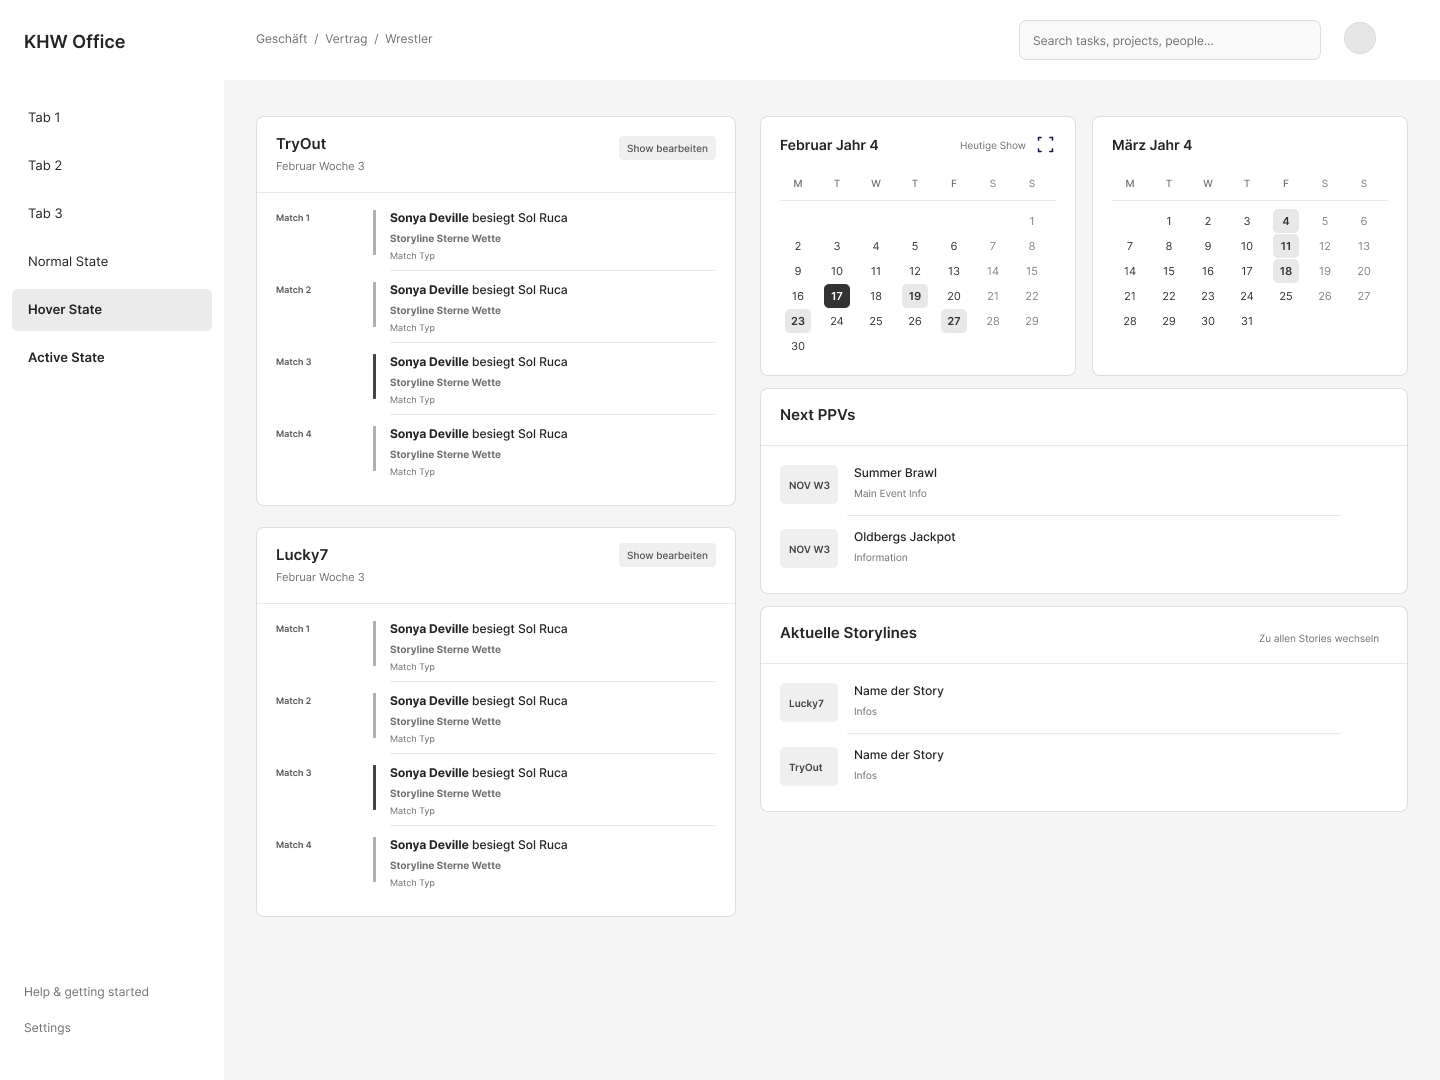 KHW Office
Geschäft / Vertrag / Wrestler
Search tasks, projects, people...
Tab 1
Tab 2
Tab 3
Normal State
Hover State
Active State
Help & getting started
Settings
TryOut
Show bearbeiten
Februar Woche 3
Match 1
Sonya Deville besiegt Sol Ruca
Storyline Sterne Wette
Match Typ
Match 2
Sonya Deville besiegt Sol Ruca
Storyline Sterne Wette
Match Typ
Match 3
Sonya Deville besiegt Sol Ruca
Storyline Sterne Wette
Match Typ
Match 4
Sonya Deville besiegt Sol Ruca
Storyline Sterne Wette
Match Typ
Lucky7
Show bearbeiten
Februar Woche 3
Match 1
Sonya Deville besiegt Sol Ruca
Storyline Sterne Wette
Match Typ
Match 2
Sonya Deville besiegt Sol Ruca
Storyline Sterne Wette
Match Typ
Match 3
Sonya Deville besiegt Sol Ruca
Storyline Sterne Wette
Match Typ
Match 4
Sonya Deville besiegt Sol Ruca
Storyline Sterne Wette
Match Typ
Februar Jahr 4
Heutige Show
M T W T F S S
1
2 3 4 5 6 7 8
9 10 11 12 13 14 15
16 17 18 19 20 21 22
23 24 25 26 27 28 29
30
März Jahr 4
M T W T F S S
1 2 3 4 5 6
7 8 9 10 11 12 13
14 15 16 17 18 19 20
21 22 23 24 25 26 27
28 29 30 31
Next PPVs
NOV W3
Summer Brawl
Main Event Info
NOV W3
Oldbergs Jackpot
Information
Aktuelle Storylines
Zu allen Stories wechseln
Lucky7
Name der Story
Infos
TryOut
Name der Story
Infos